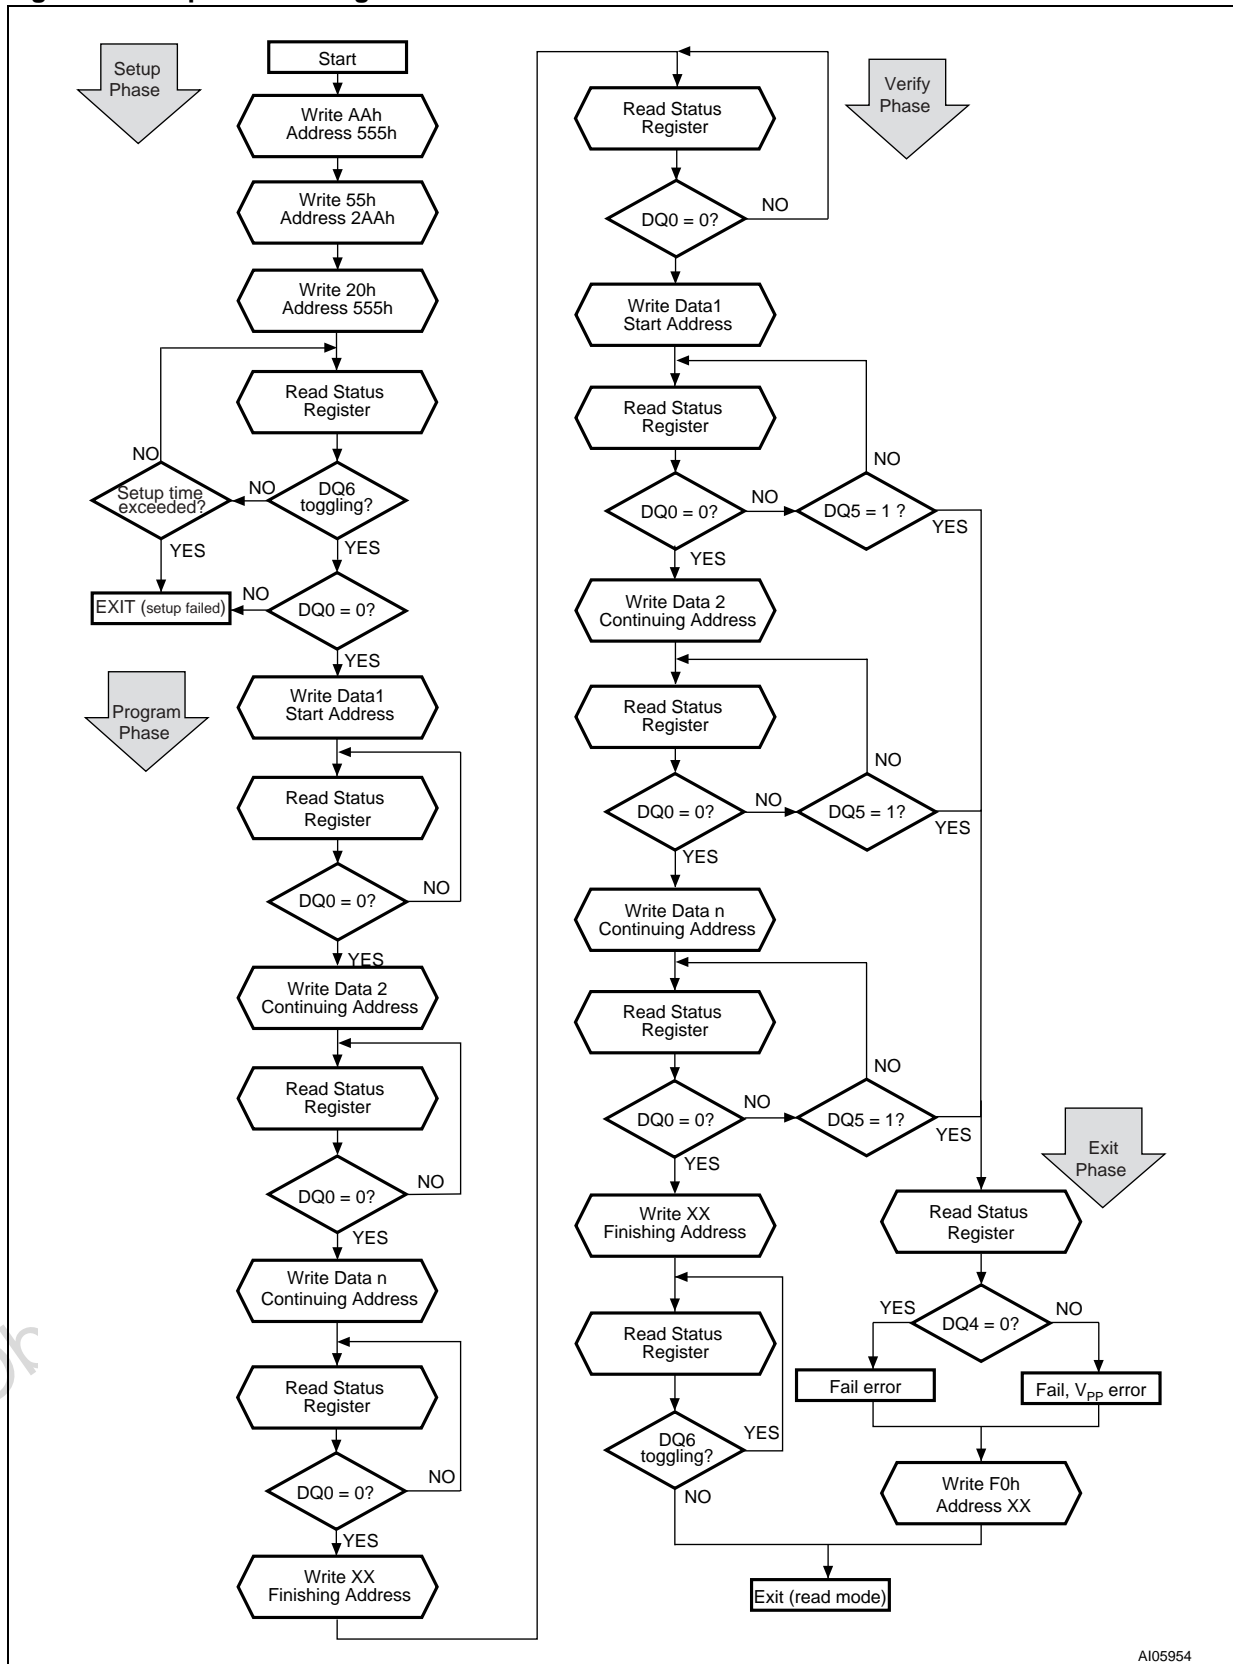 Setup
Phase
Start
Write AAh
Address 555h
Write 55h
Address 2AAh
Write 20h
Address 555h
Read Status
Register
NO
Setup time
exceeded?
NO
DQ6
toggling?
YES
YES
EXIT (setup failed)
NO
DQ0 = 0?
YES
Program
Phase
Write Data1
Start Address
Read Status
Register
DQ0 = 0?
NO
YES
Write Data 2
Continuing Address
Read Status
Register
DQ0 = 0?
NO
YES
Write Data n
Continuing Address
Read Status
Register
DQ0 = 0?
NO
YES
Write XX
Finishing Address
Verify
Phase
Read Status
Register
DQ0 = 0?
NO
YES
Write Data1
Start Address
Read Status
Register
NO
DQ0 = 0?
NO
DQ5 = 1 ?
YES
YES
Write Data 2
Continuing Address
Read Status
Register
NO
DQ0 = 0?
NO
DQ5 = 1?
YES
YES
Write Data n
Continuing Address
Read Status
Register
NO
DQ0 = 0?
NO
DQ5 = 1?
YES
YES
Write XX
Finishing Address
Read Status
Register
DQ6
toggling?
YES
NO
Exit
Phase
Read Status
Register
YES
DQ4 = 0?
NO
Fail error
Fail, VPP error
Write F0h
Address XX
Exit (read mode)
AI05954